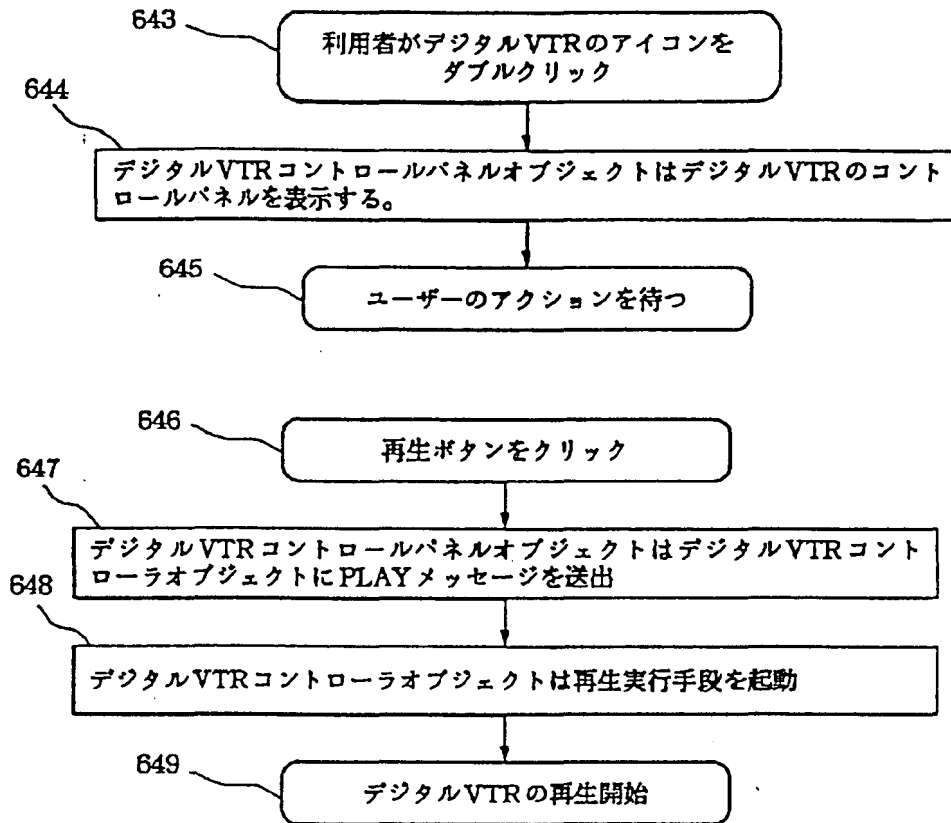 643
利用者がデジタルVTRのアイコンを
ダブルクリック
644
デジタルVTRコントロールパネルオブジェクトはデジタルVTRのコント
ロールパネルを表示する。
645
ユーザーのアクションを待つ
646
再生ボタンをクリック
647
デジタルVTRコントロールパネルオブジェクトはデジタルVTRコント
ローラオブジェクトにPLAYメッセージを送出
648
デジタルVTRコントローラオブジェクトは再生実行手段を起動
649
デジタルVTRの再生開始